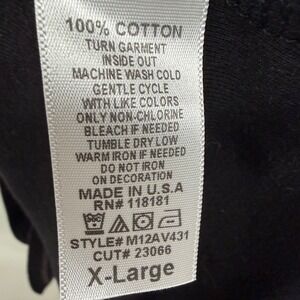 100% COTTON
TURN GARMENT
INSIDE OUT
MACHINE WASH COLD
GENTLE CYCLE
WITH LIKE COLORS
ONLY NON-CHLORINE
BLEACH IF NEEDED
TUMBLE DRY LOW
WARM IRON IF NEEDED
DO NOT IRON
ON DECORATION
MADE IN U.S.A
RN# 118181
STYLE# M12AV431
CUT# 23066
X-Large